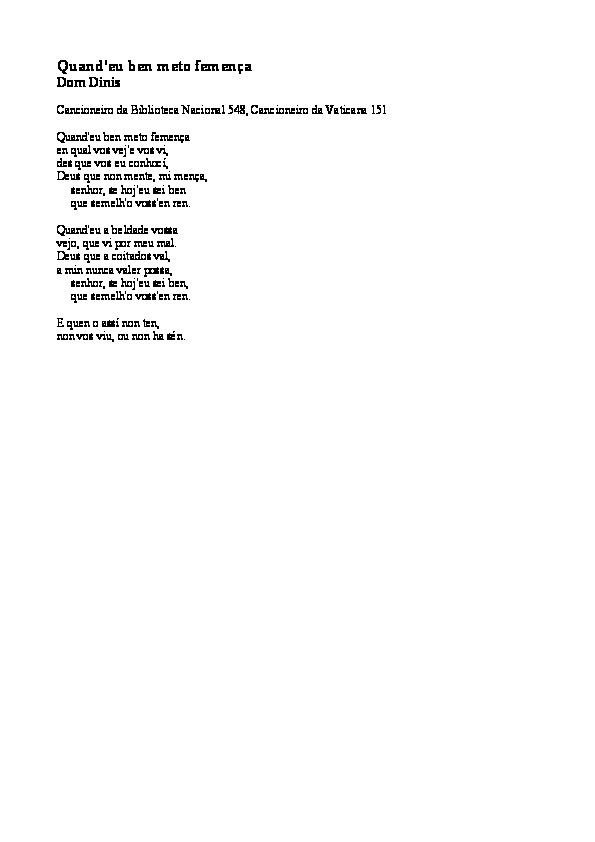 Quand'eu ben meto femença
Dom Dinis
Cancioneiro da Biblioteca Nacional 548, Cancioneiro da Vaticana 151
Quand'eu ben meto femença
en qual vos vej'e vos vi,
des que vos eu conhocí,
Deus que non mente, mi mença,
senhor, se hoj'eu sei ben
que semelh'o voss'en ren.
Quand'eu a beldade vossa
vejo, que vi por meu mal.
Deus que a coitados val,
a min nunca valer possa,
senhor, se hoj'eu sei ben,
que semelh'o voss'en ren.
E quen o assí non ten,
non vos viu, ou non ha sén.